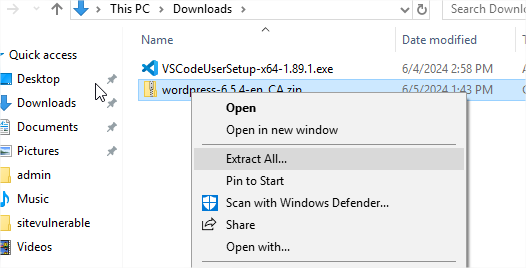 This PC > Downloads >
Search Downl
Name
Date modified
Quick access
Desktop
Downloads
Documents
Pictures
admin
Music
sitevulnerable
Videos
VSCodeUserSetup-x64-1.89.1.exe 6/4/2024 2:58 PM
wordpress-6.5.4-en_CA.zip 6/5/2024 1:43 PM
Open
Open in new window
Extract All...
Pin to Start
Scan with Windows Defender...
Share
Open with...